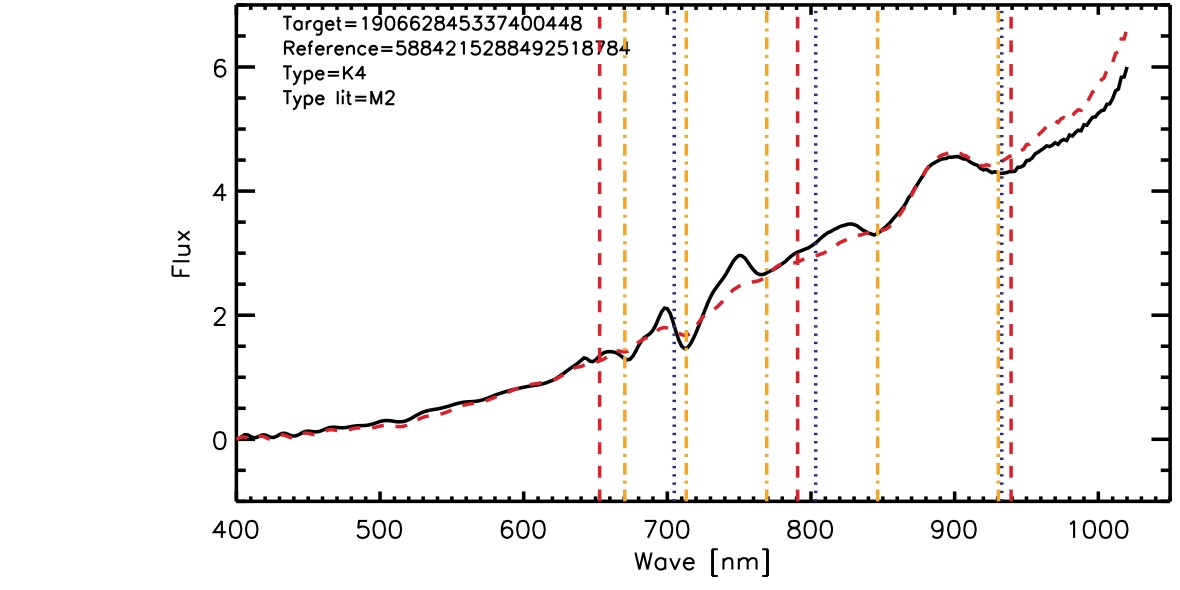 Target=190662845337400448
Reference=5884215288492518784
Type=K4
Type lit=M2
6
4
2
0
Flux
400 500 600 700 800 900 1000
Wave [nm]